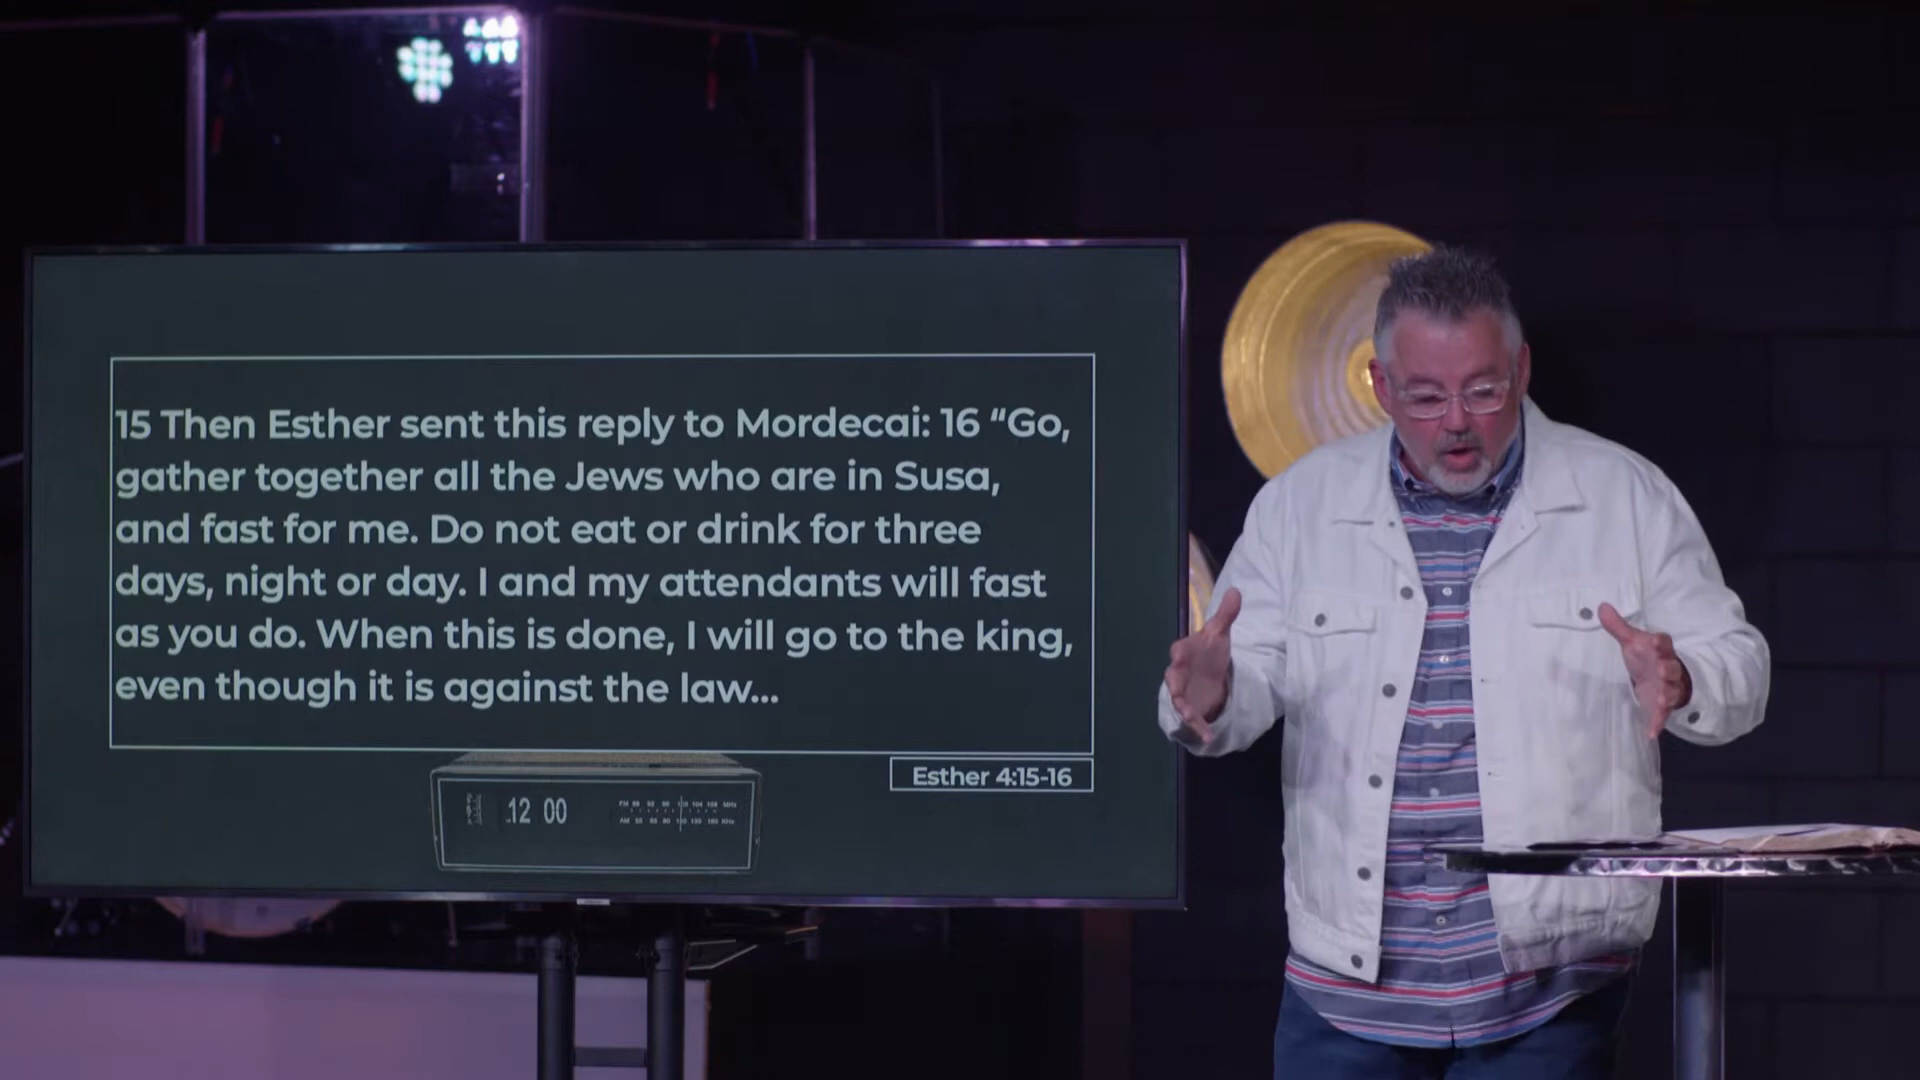 15 Then Esther sent this reply to Mordecai: 16 “Go,
gather together all the Jews who are in Susa,
and fast for me. Do not eat or drink for three
days, night or day. I and my attendants will fast
as you do. When this is done, I will go to the king,
even though it is against the law...
Esther 4:15-16
12 00